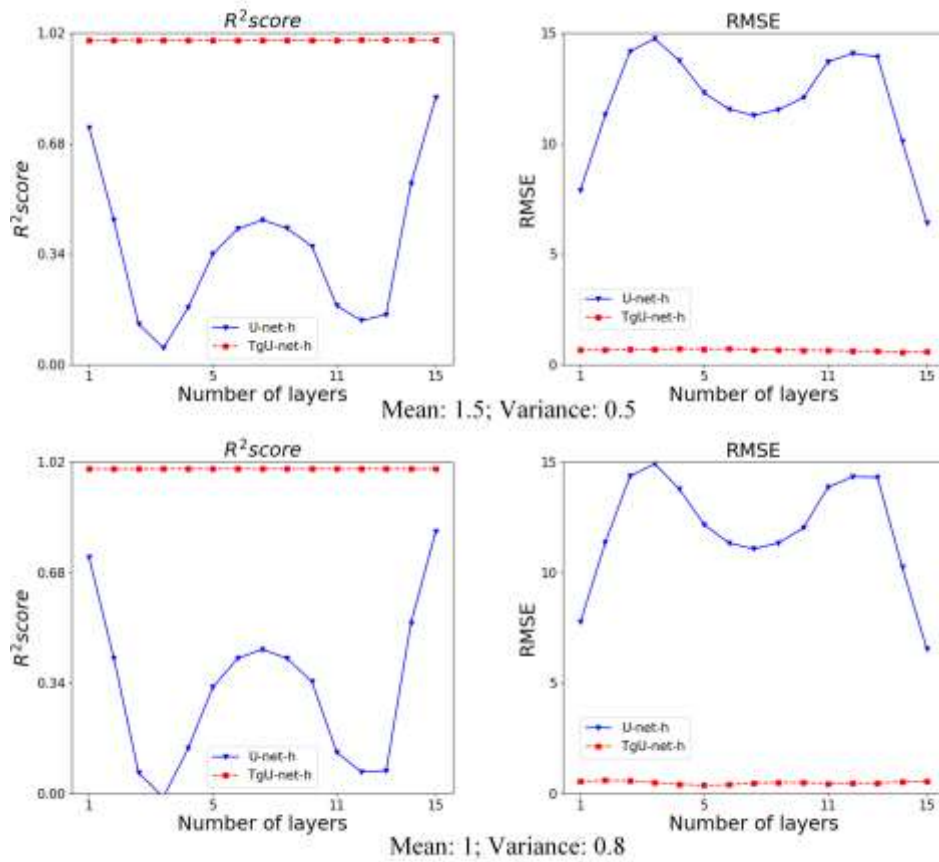 R²score
RMSE
1.02
0.68
0.34
0.00
R²score
U-net-h
TgU-net-h
1 5 11 15
Number of layers
15
10
5
0
RMSE
U-net-h
TgU-net-h
1 5 11 15
Number of layers
Mean: 1.5; Variance: 0.5
R²score
RMSE
1.02
0.68
0.34
0.00
R²score
U-net-h
TgU-net-h
1 5 11 15
Number of layers
15
10
5
0
RMSE
U-net-h
TgU-net-h
1 5 11 15
Number of layers
Mean: 1; Variance: 0.8